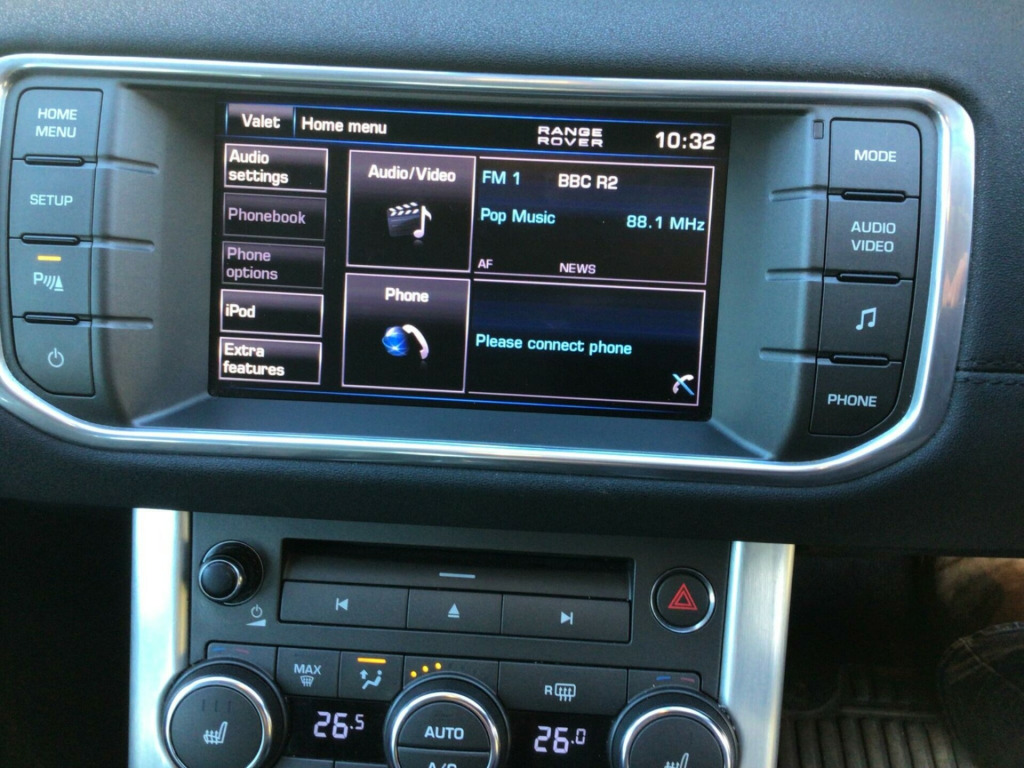 HOME
MENU
SETUP
P
Valet
Home menu
RANGE
ROVER
10:32
Audio
settings
Phonebook
Phone
options
iPod
Extra
features
Audio/Video
FM 1
BBC R2
Pop Music
88.1 MHz
AF
NEWS
Phone
Please connect phone
MODE
AUDIO
VIDEO
PHONE
MAX
R
26.5
AUTO
A/C
26.0